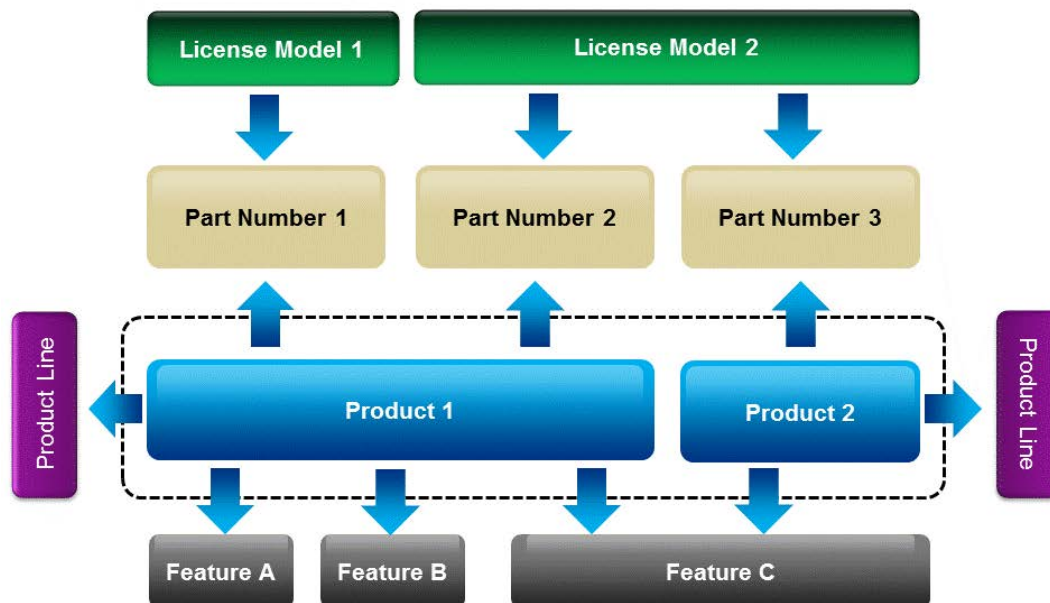 License Model 1
License Model 2
Part Number 1
Part Number 2
Part Number 3
Product Line
Product 1
Product 2
Product Line
Feature A
Feature B
Feature C